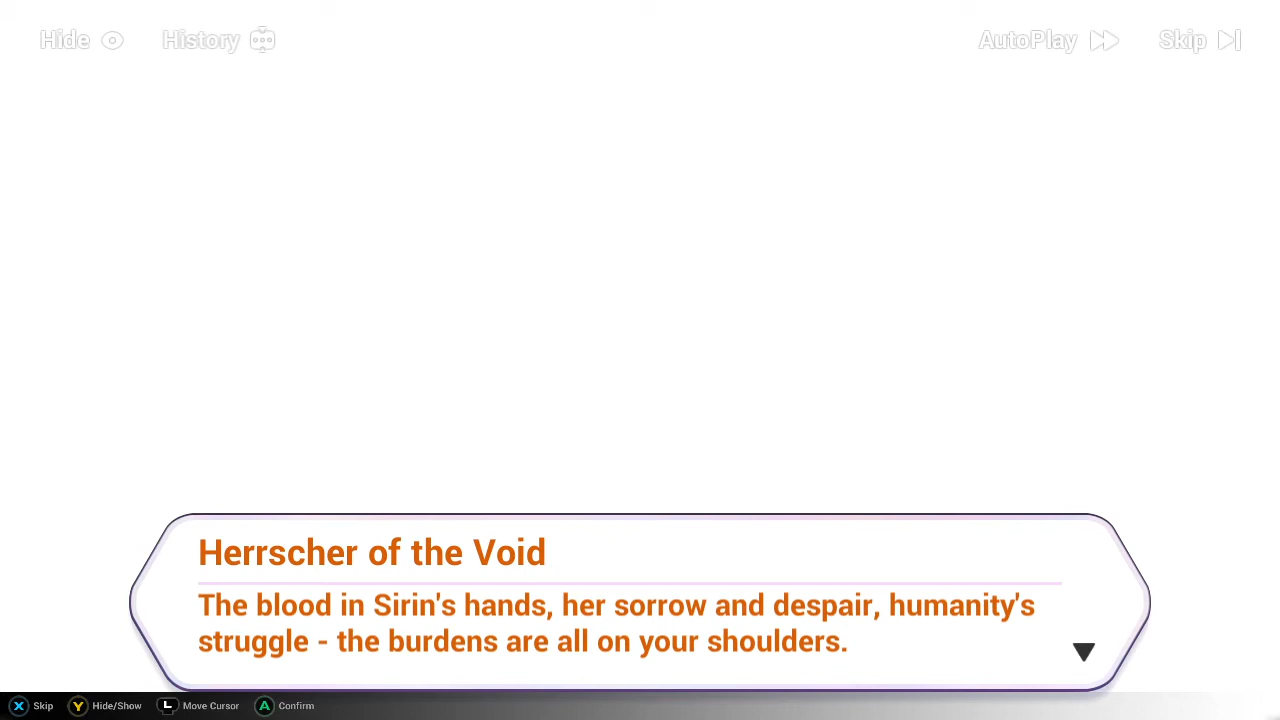 Hide
History
AutoPlay
Skip
Herrscher of the Void
The blood in Sirin's hands, her sorrow and despair, humanity's
struggle - the burdens are all on your shoulders.
X Skip
Y Hide/Show
L Move Cursor
A Confirm